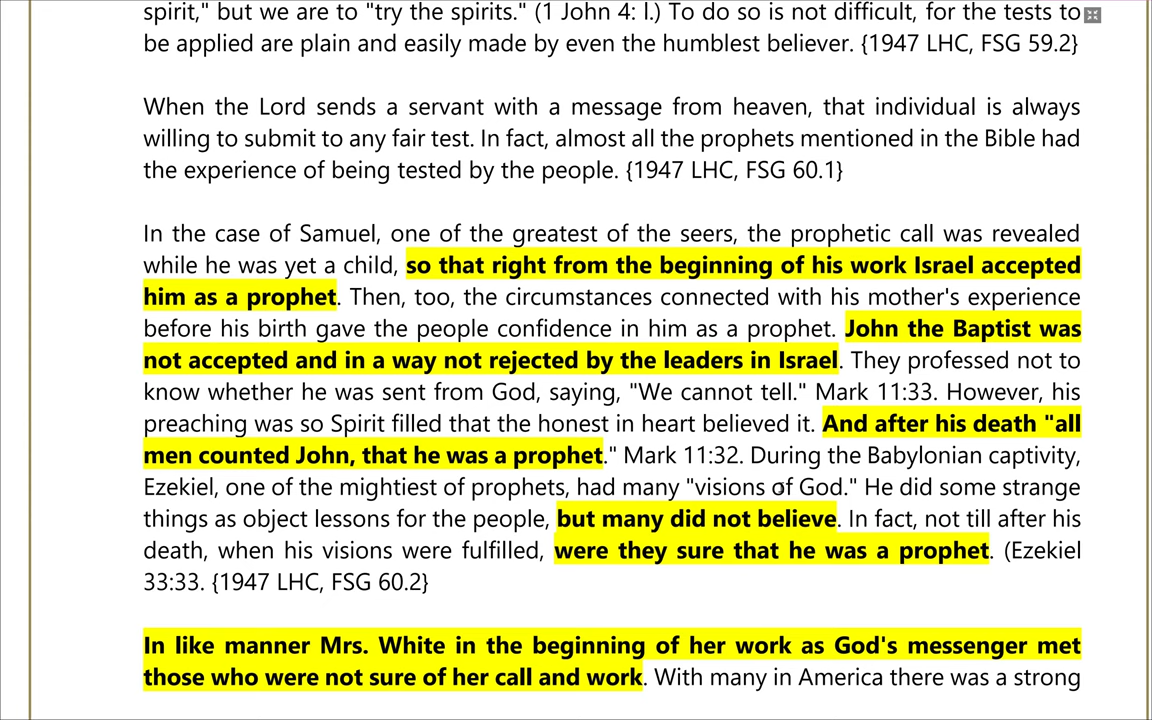 spirit," but we are to "try the spirits." (1 John 4: l.) To do so is not difficult, for the tests to
be applied are plain and easily made by even the humblest believer. {1947 LHC, FSG 59.2}
When the Lord sends a servant with a message from heaven, that individual is always
willing to submit to any fair test. In fact, almost all the prophets mentioned in the Bible had
the experience of being tested by the people. {1947 LHC, FSG 60.1}
In the case of Samuel, one of the greatest of the seers, the prophetic call was revealed
while he was yet a child, so that right from the beginning of his work Israel accepted
him as a prophet. Then, too, the circumstances connected with his mother's experience
before his birth gave the people confidence in him as a prophet. John the Baptist was
not accepted and in a way not rejected by the leaders in Israel. They professed not to
know whether he was sent from God, saying, "We cannot tell." Mark 11:33. However, his
preaching was so Spirit filled that the honest in heart believed it. And after his death "all
men counted John, that he was a prophet." Mark 11:32. During the Babylonian captivity,
Ezekiel, one of the mightiest of prophets, had many "visions of God." He did some strange
things as object lessons for the people, but many did not believe. In fact, not till after his
death, when his visions were fulfilled, were they sure that he was a prophet. (Ezekiel
33:33. {1947 LHC, FSG 60.2}
In like manner Mrs. White in the beginning of her work as God's messenger met
those who were not sure of her call and work. With many in America there was a strong